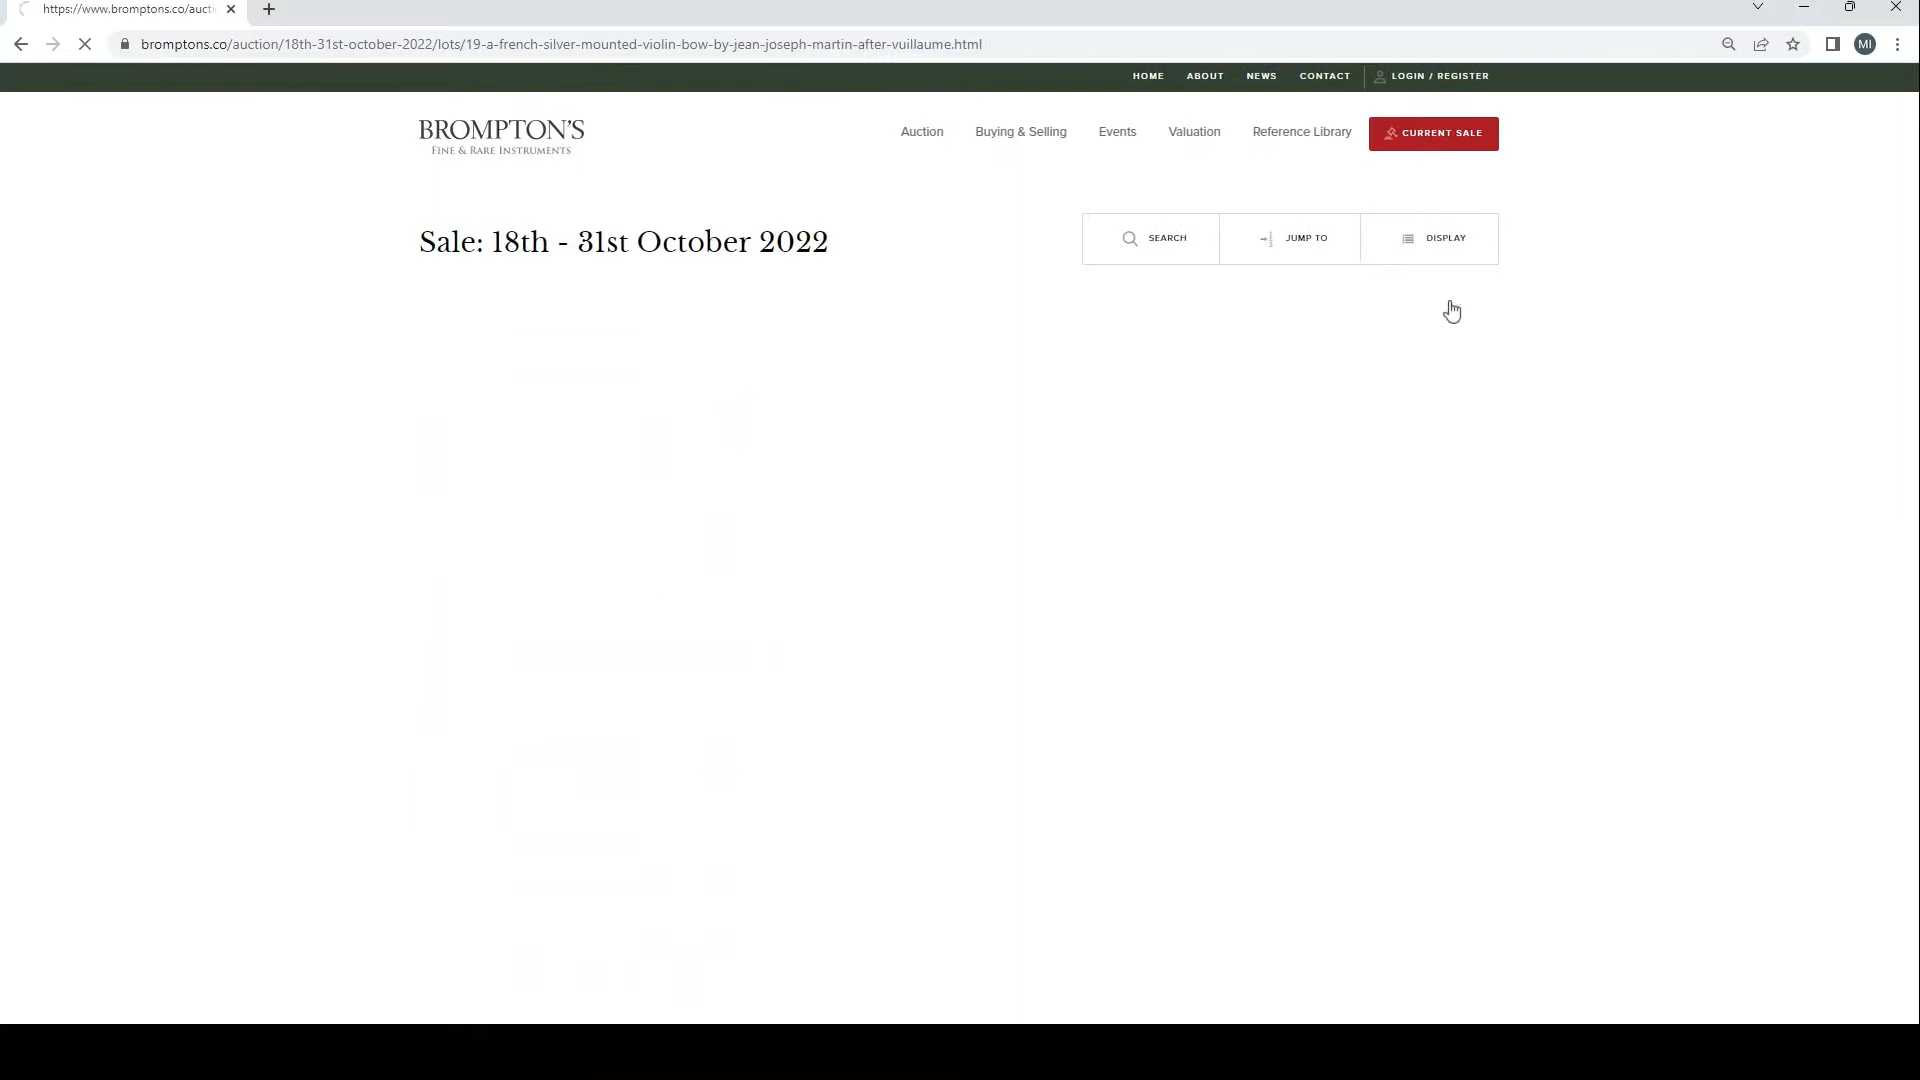 https://www.bromptons.co/aucti
bromptons.co/auction/18th-31st-october-2022/lots/19-a-french-silver-mounted-violin-bow-by-jean-joseph-martin-after-vuillaume.html
MI
HOME ABOUT NEWS CONTACT LOGIN / REGISTER
BROMPTON'S
FINE & RARE INSTRUMENTS
Auction Buying & Selling Events Valuation Reference Library CURRENT SALE
Sale: 18th - 31st October 2022
SEARCH JUMP TO DISPLAY